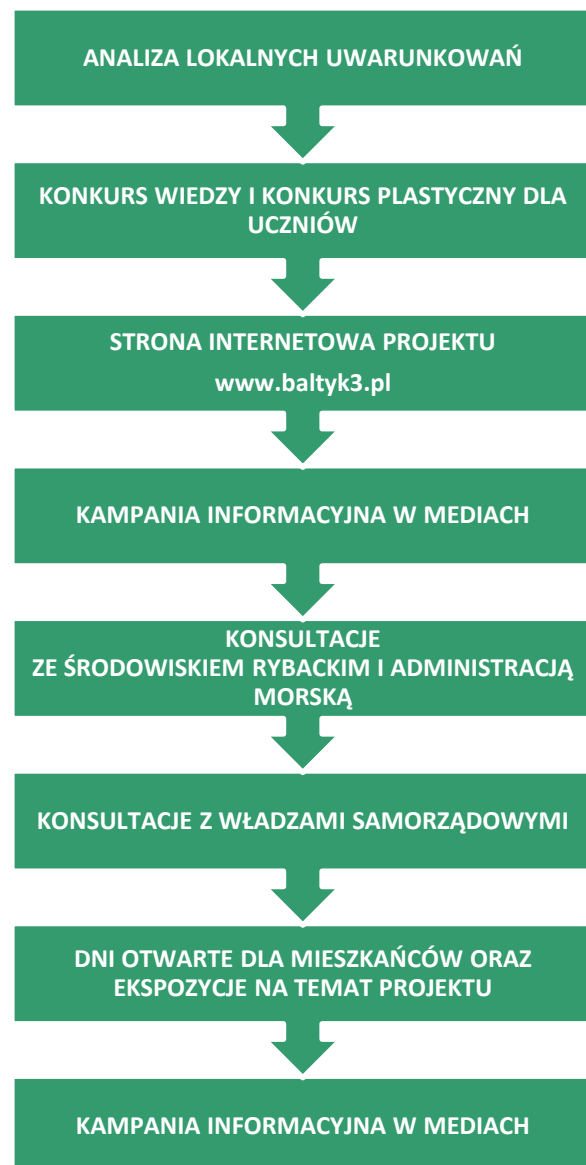 ANALIZA LOKALNYCH UWARUNKOWAŃ
KONKURS WIEDZY I KONKURS PLASTYCZNY DLA
UCZNIÓW
STRONA INTERNETOWA PROJEKTU
www.baltyk3.pl
KAMPANIA INFORMACYJNA W MEDIACH
KONSULTACJE
ZE ŚRODOWISKIEM RYBACKIM I ADMINISTRACJĄ
MORSKĄ
KONSULTACJE Z WŁADZAMI SAMORZĄDOWYMI
DNI OTWARTE DLA MIESZKAŃCÓW ORAZ
EKSPOZYCJE NA TEMAT PROJEKTU
KAMPANIA INFORMACYJNA W MEDIACH